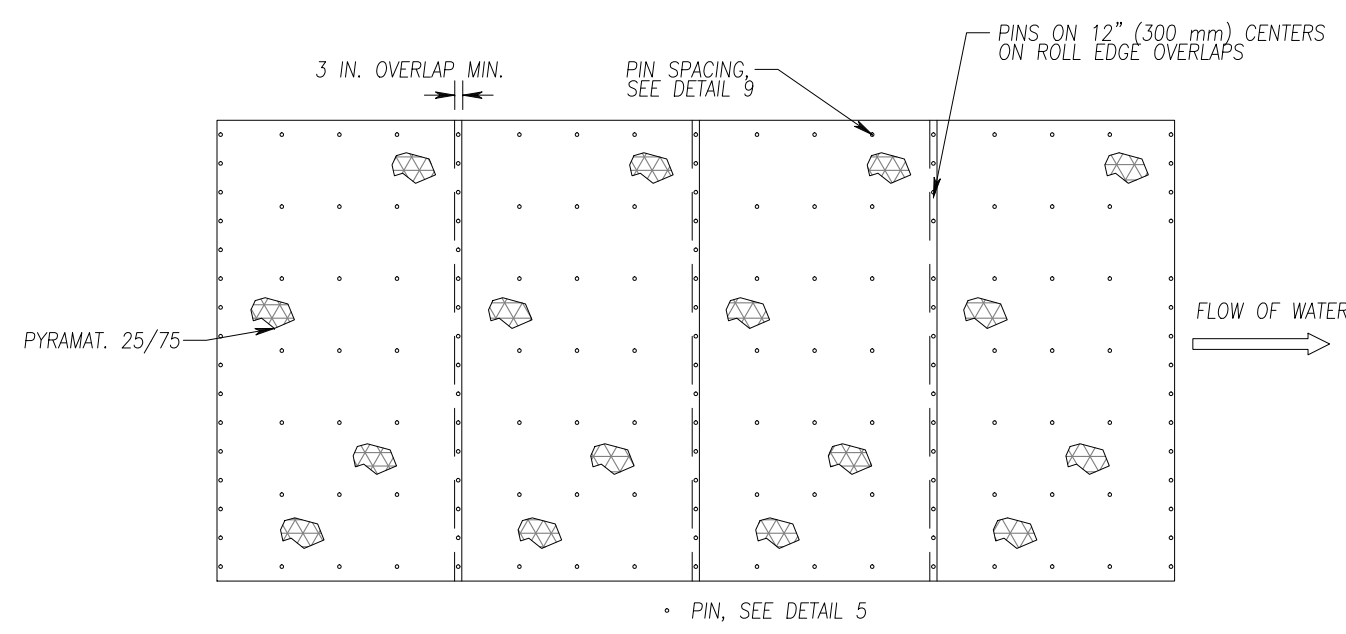 PINS ON 12" (300 mm) CENTERS
ON ROLL EDGE OVERLAPS
3 IN. OVERLAP MIN.
PIN SPACING,
SEE DETAIL 9
FLOW OF WATER
PYRAMAT. 25/75
PIN, SEE DETAIL 5